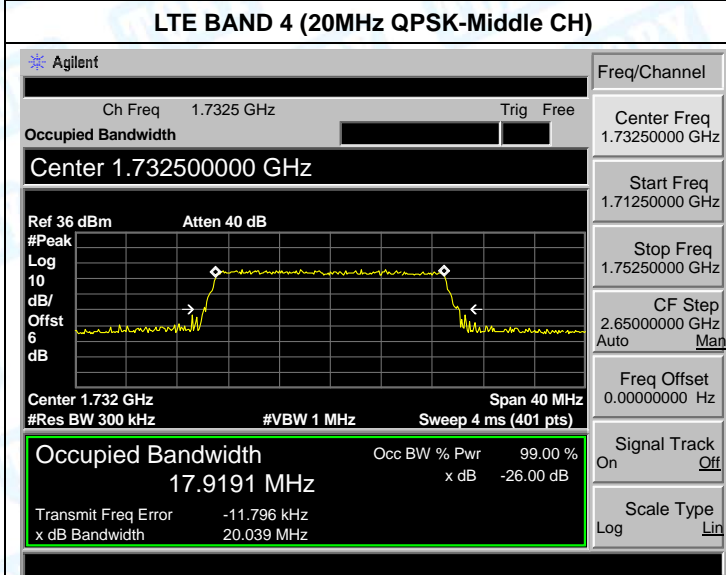 LTE BAND 4 (20MHz QPSK-Middle CH)
Agilent
Freq/Channel
Ch Freq 1.7325 GHz Trig Free
Occupied Bandwidth
Center Freq
1.73250000 GHz
Center 1.732500000 GHz
Start Freq
1.71250000 GHz
Ref 36 dBm Atten 40 dB
#Peak
Log
10
dB/
Offst
6
dB
Stop Freq
1.75250000 GHz
CF Step
2.65000000 GHz
Auto Man
Center 1.732 GHz Span 40 MHz
#Res BW 300 kHz #VBW 1 MHz Sweep 4 ms (401 pts)
Freq Offset
0.00000000 Hz
Occupied Bandwidth Occ BW % Pwr 99.00 %
17.9191 MHz x dB -26.00 dB
Transmit Freq Error -11.796 kHz
x dB Bandwidth 20.039 MHz
Signal Track
On Off
Scale Type
Log Lin